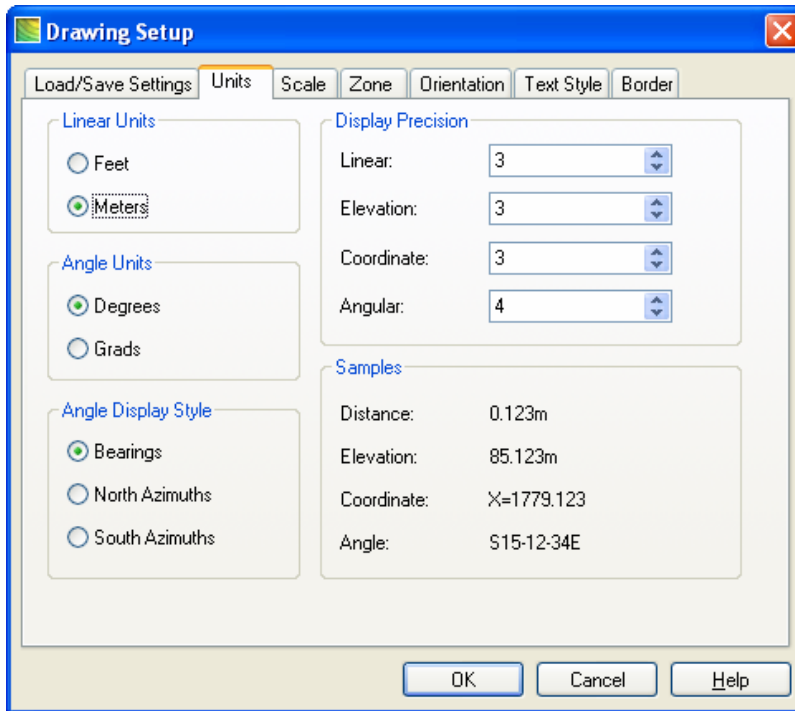 Drawing Setup
Load/Save Settings Units Scale Zone Orientation Text Style Border
Linear Units
Feet
Meters
Angle Units
Degrees
Grads
Angle Display Style
Bearings
North Azimuths
South Azimuths
Display Precision
Linear: 3
Elevation: 3
Coordinate: 3
Angular: 4
Samples
Distance: 0.123m
Elevation: 85.123m
Coordinate: X=1779.123
Angle: S15-12-34E
OK Cancel Help